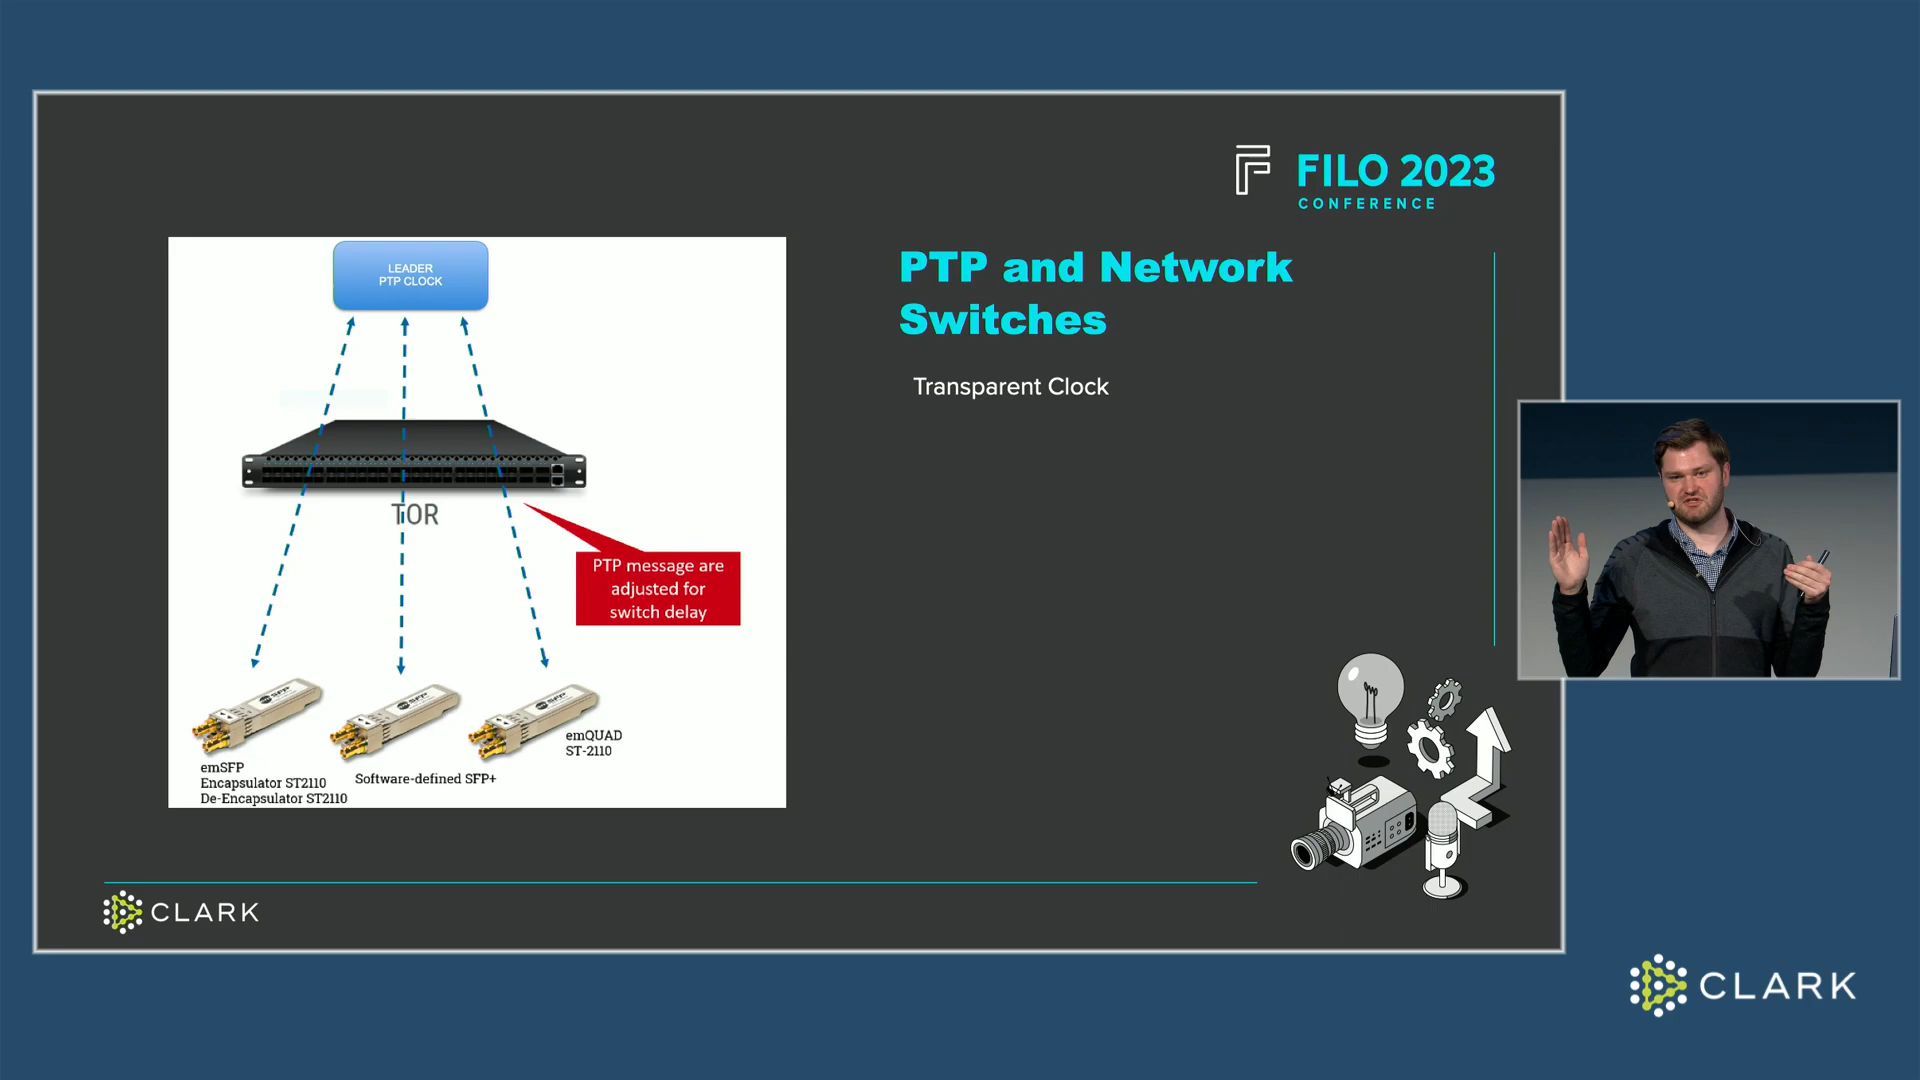 FILO 2023
CONFERENCE
LEADER
PTP CLOCK
TOR
PTP message are
adjusted for
switch delay
emSFP
Encapsulator ST2110
De-Encapsulator ST2110
Software-defined SFP+
emQUAD
ST-2110
PTP and Network
Switches
Transparent Clock
CLARK
CLARK